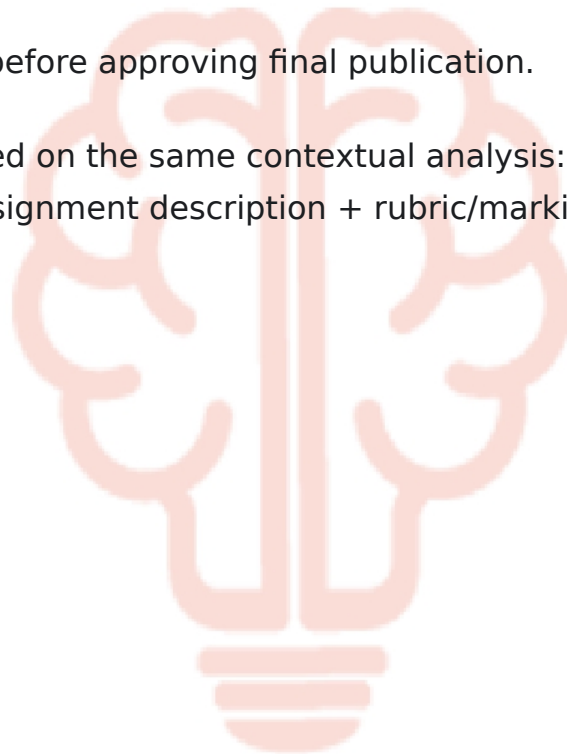 before approving final publication.
ed on the same contextual analysis:
signment description + rubric/marki